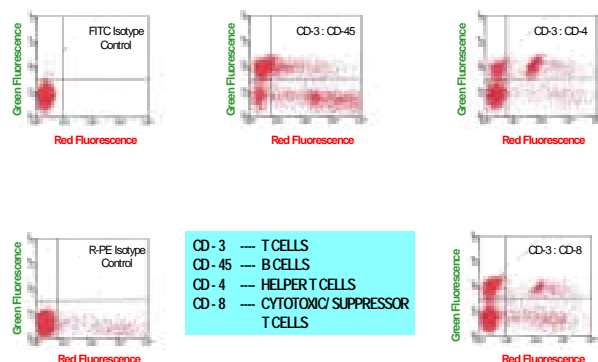 FITC Isotype
Control
Green Fluorescence
Red Fluorescence
CD-3 : CD-45
Green Fluorescence
Red Fluorescence
CD-3 : CD-4
Green Fluorescence
Red Fluorescence
R-PE Isotype
Control
Green Fluorescence
Red Fluorescence
CD - 3 ---- T CELLS
CD - 45 ---- B CELLS
CD - 4 ---- HELPER T CELLS
CD - 8 ---- CYTOTOXIC/ SUPPRESSOR
T CELLS
CD-3 : CD-8
Green Fluorescence
Red Fluorescence